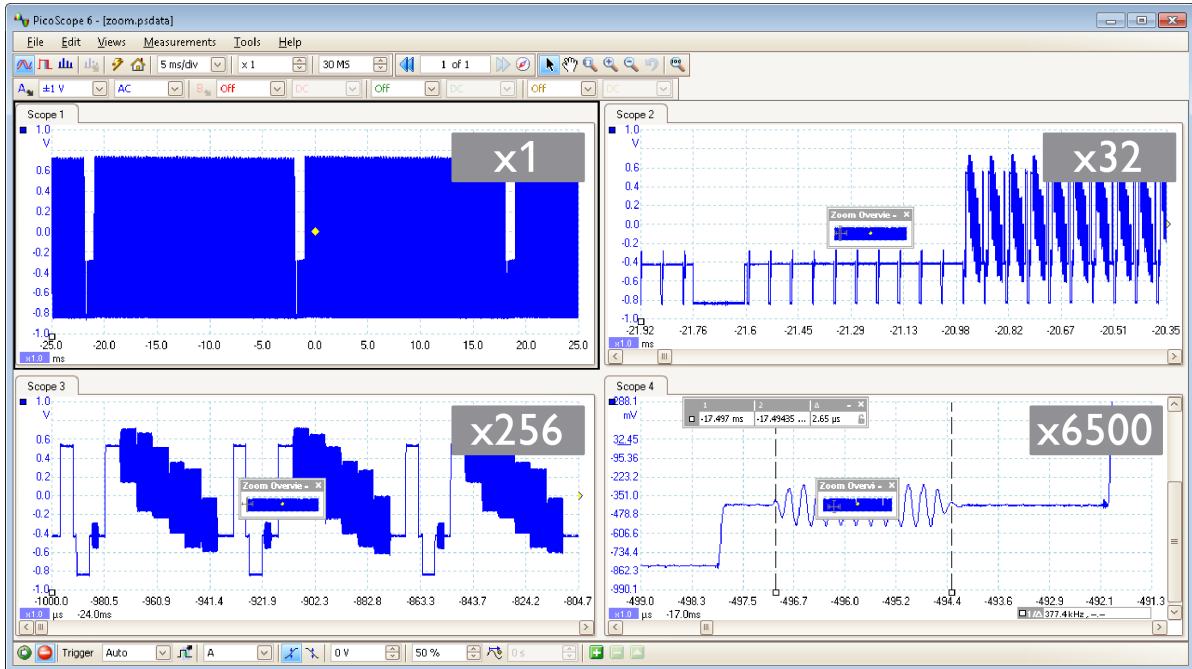 PicoScope 6 - [zoom.psdata]
File Edit Views Measurements Tools Help
5 ms/div x 1 30 MS 1 of 1
A ±1 V AC B Off DC Off DC Off DC
Scope 1
1.0
V
x1
0.6
0.4
0.2
0.0
-0.2
-0.4
-0.6
-0.8
-1.0
-25.0 -20.0 -15.0 -10.0 -5.0 0.0 5.0 10.0 15.0 20.0 25.0
x1.0 ms
Scope 2
1.0
V
x32
0.6
0.4
0.2
0.0
-0.2
-0.4
-0.6
-0.8
-1.0
Zoom Overvie -
-21.92 -21.76 -21.6 -21.45 -21.29 -21.13 -20.98 -20.82 -20.67 -20.51 -20.35
x1.0 ms
Scope 3
1.0
V
x256
0.6
0.4
0.2
0.0
-0.2
-0.4
-0.6
-0.8
-1.0
Zoom Overvie -
-1000.0 -980.5 -960.9 -941.4 -921.9 -902.3 -882.8 -863.3 -843.7 -824.2 -804.7
x1.0 µs -24.0ms
Scope 4
288.1
mV
1 2 Δ
-17.497 ms -17.49435 ... 2.65 µs
x6500
32.45
-95.36
-223.2
-351.0
-478.8
-606.6
-734.4
-862.3
-990.1
Zoom Overvi -
-499.0 -498.3 -497.5 -496.7 -496.0 -495.2 -494.4 -493.6 -492.9 -492.1 -491.3
x1.0 µs -17.0ms
1/Δ 377.4 kHz , --.--
Trigger Auto A 0 V 50 % 0 s